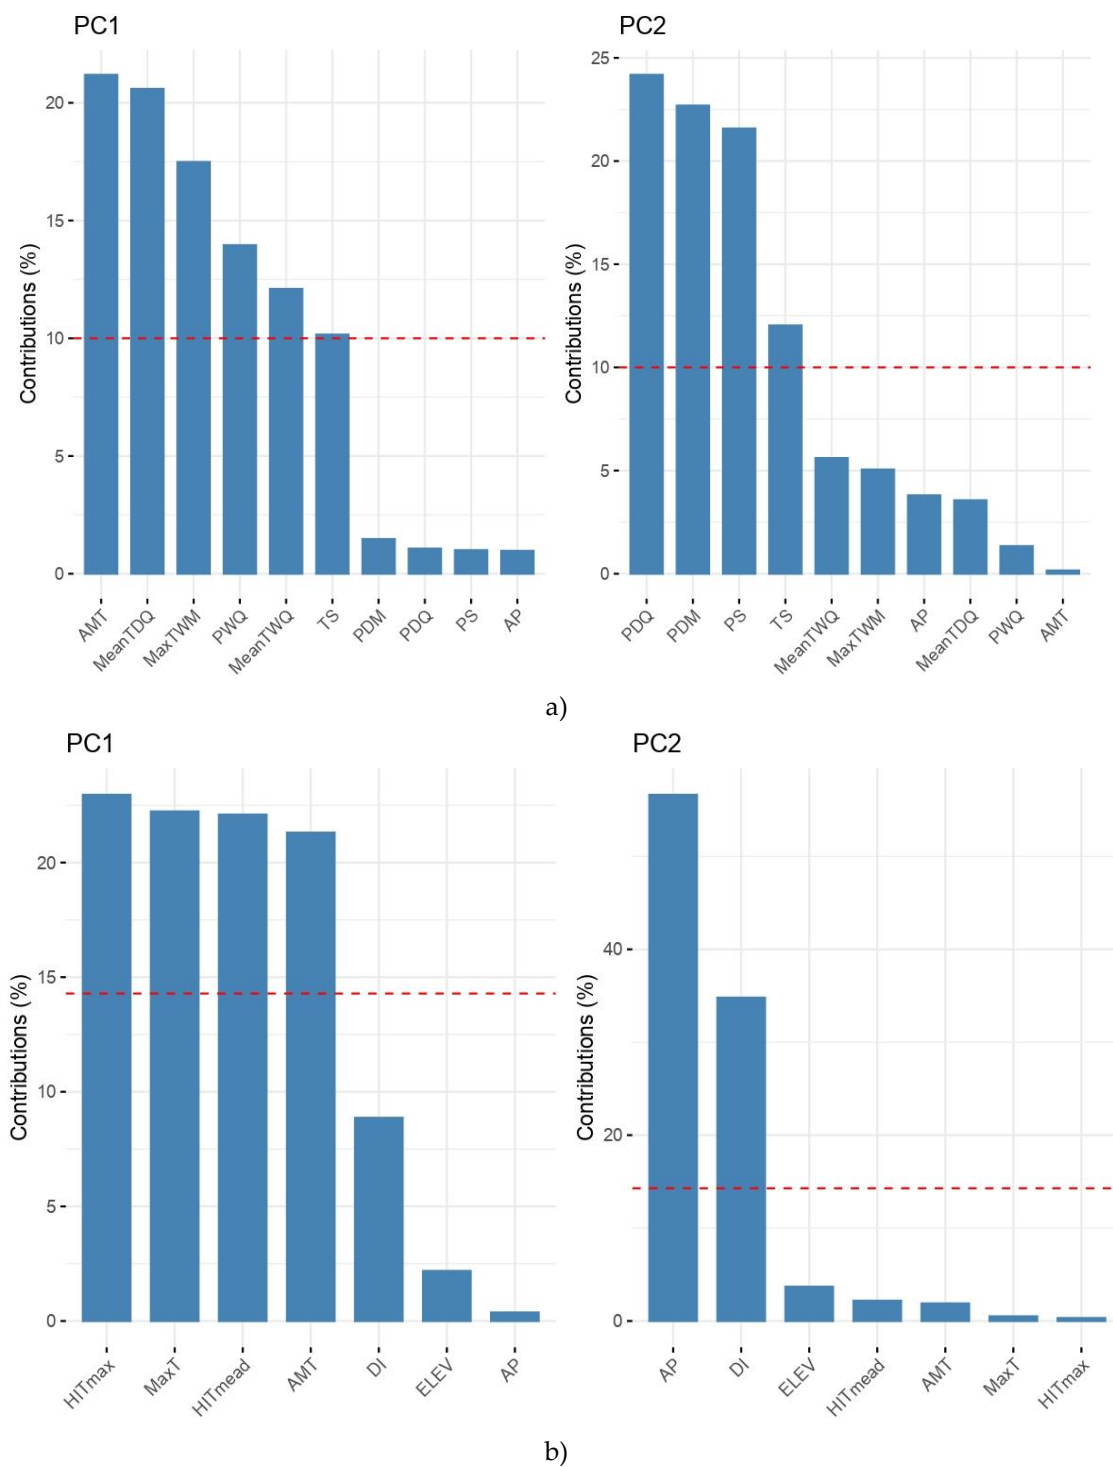 PC1
Contributions (%)
20
15
10
5
0
AMT
MeanTDQ
MaxTWM
PWQ
MeanTWQ
TS
PDM
PDQ
PS
AP
PC2
Contributions (%)
25
20
15
10
5
0
PDQ
PDM
PS
TS
MeanTWQ
MaxTWM
AP
MeanTDQ
PWQ
AMT
a)
PC1
Contributions (%)
20
15
10
5
0
HITmax
MaxT
HITmead
AMT
DI
ELEV
AP
PC2
Contributions (%)
40
20
0
AP
DI
ELEV
HITmead
AMT
MaxT
HITmax
b)